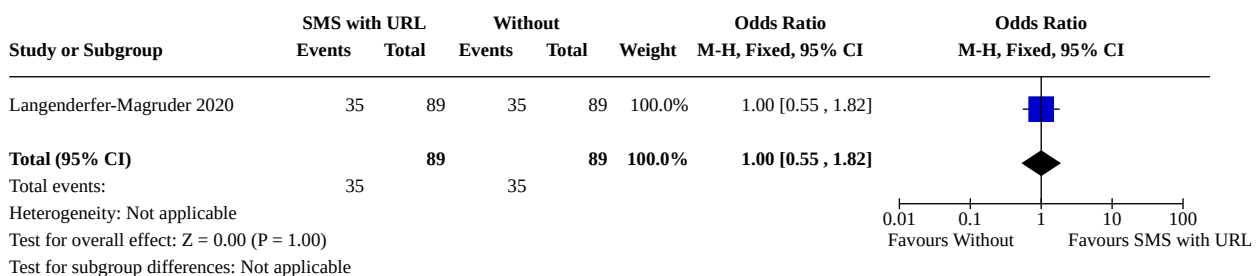 SMS with URL Without Odds Ratio Odds Ratio
Study or Subgroup Events Total Events Total Weight M-H, Fixed, 95% CI M-H, Fixed, 95% CI
Langenderfer-Magruder 2020 35 89 35 89 100.0% 1.00 [0.55 , 1.82]
Total (95% CI) 89 89 100.0% 1.00 [0.55 , 1.82]
Total events: 35 35
Heterogeneity: Not applicable
0.01 0.1 1 10 100
Test for overall effect: Z = 0.00 (P = 1.00) Favours Without Favours SMS with URL
Test for subgroup differences: Not applicable